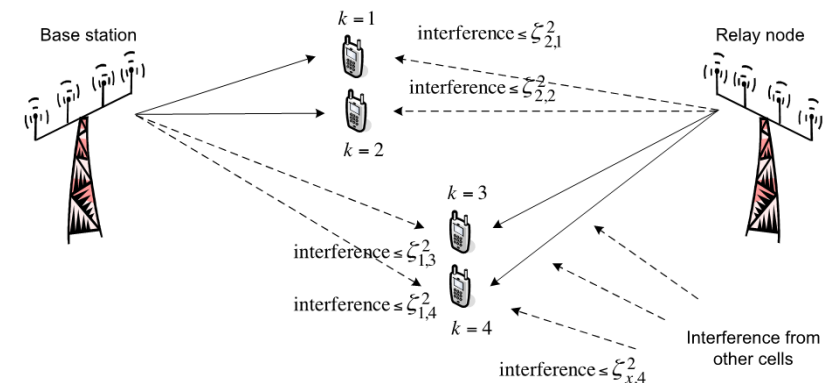 k = 1
interference ≤ ζ²₂,₁
Base station
Relay node
interference ≤ ζ²₂,₂
k = 2
k = 3
interference ≤ ζ²₁,₃
interference ≤ ζ²₁,₄
k = 4
Interference from
other cells
interference ≤ ζ²ₓ,₄